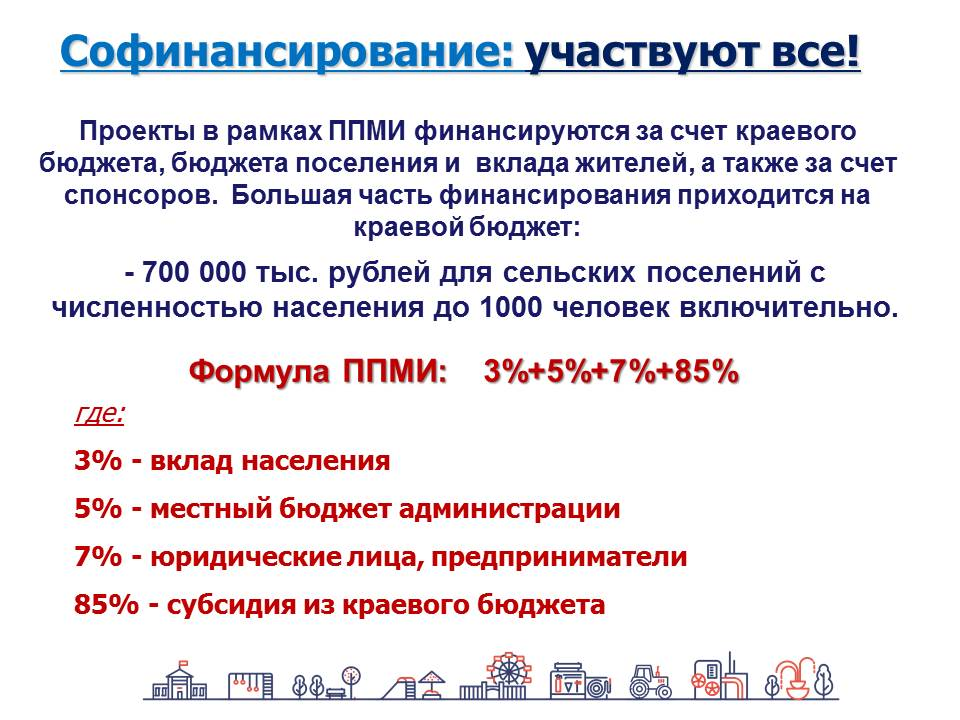 Софинансирование: участвуют все!
Проекты в рамках ППМИ финансируются за счет краевого
бюджета, бюджета поселения и вклада жителей, а также за счет
спонсоров. Большая часть финансирования приходится на
краевой бюджет:
- 700 000 тыс. рублей для сельских поселений с
численностью населения до 1000 человек включительно.
Формула ППМИ: 3%+5%+7%+85%
где:
3% - вклад населения
5% - местный бюджет администрации
7% - юридические лица, предприниматели
85% - субсидия из краевого бюджета